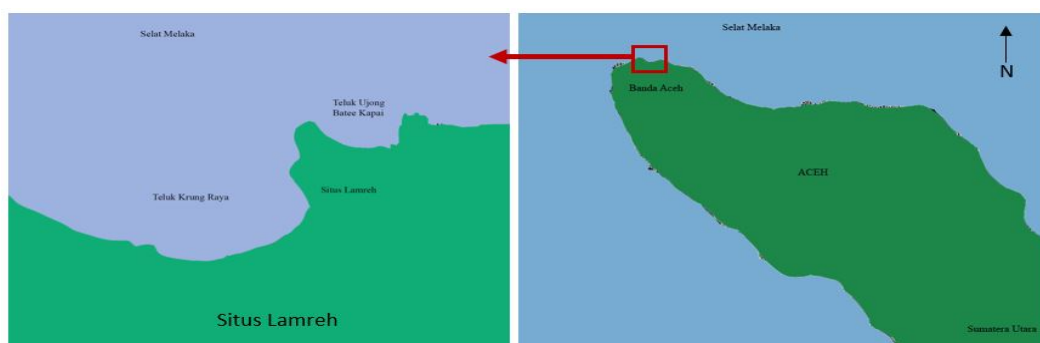 Selat Melaka
Teluk Ujong
Batee Kapai
Situs Lamreh
Teluk Krung Raya
Situs Lamreh
Selat Melaka
N
Banda Aceh
ACEH
Sumatera Utara